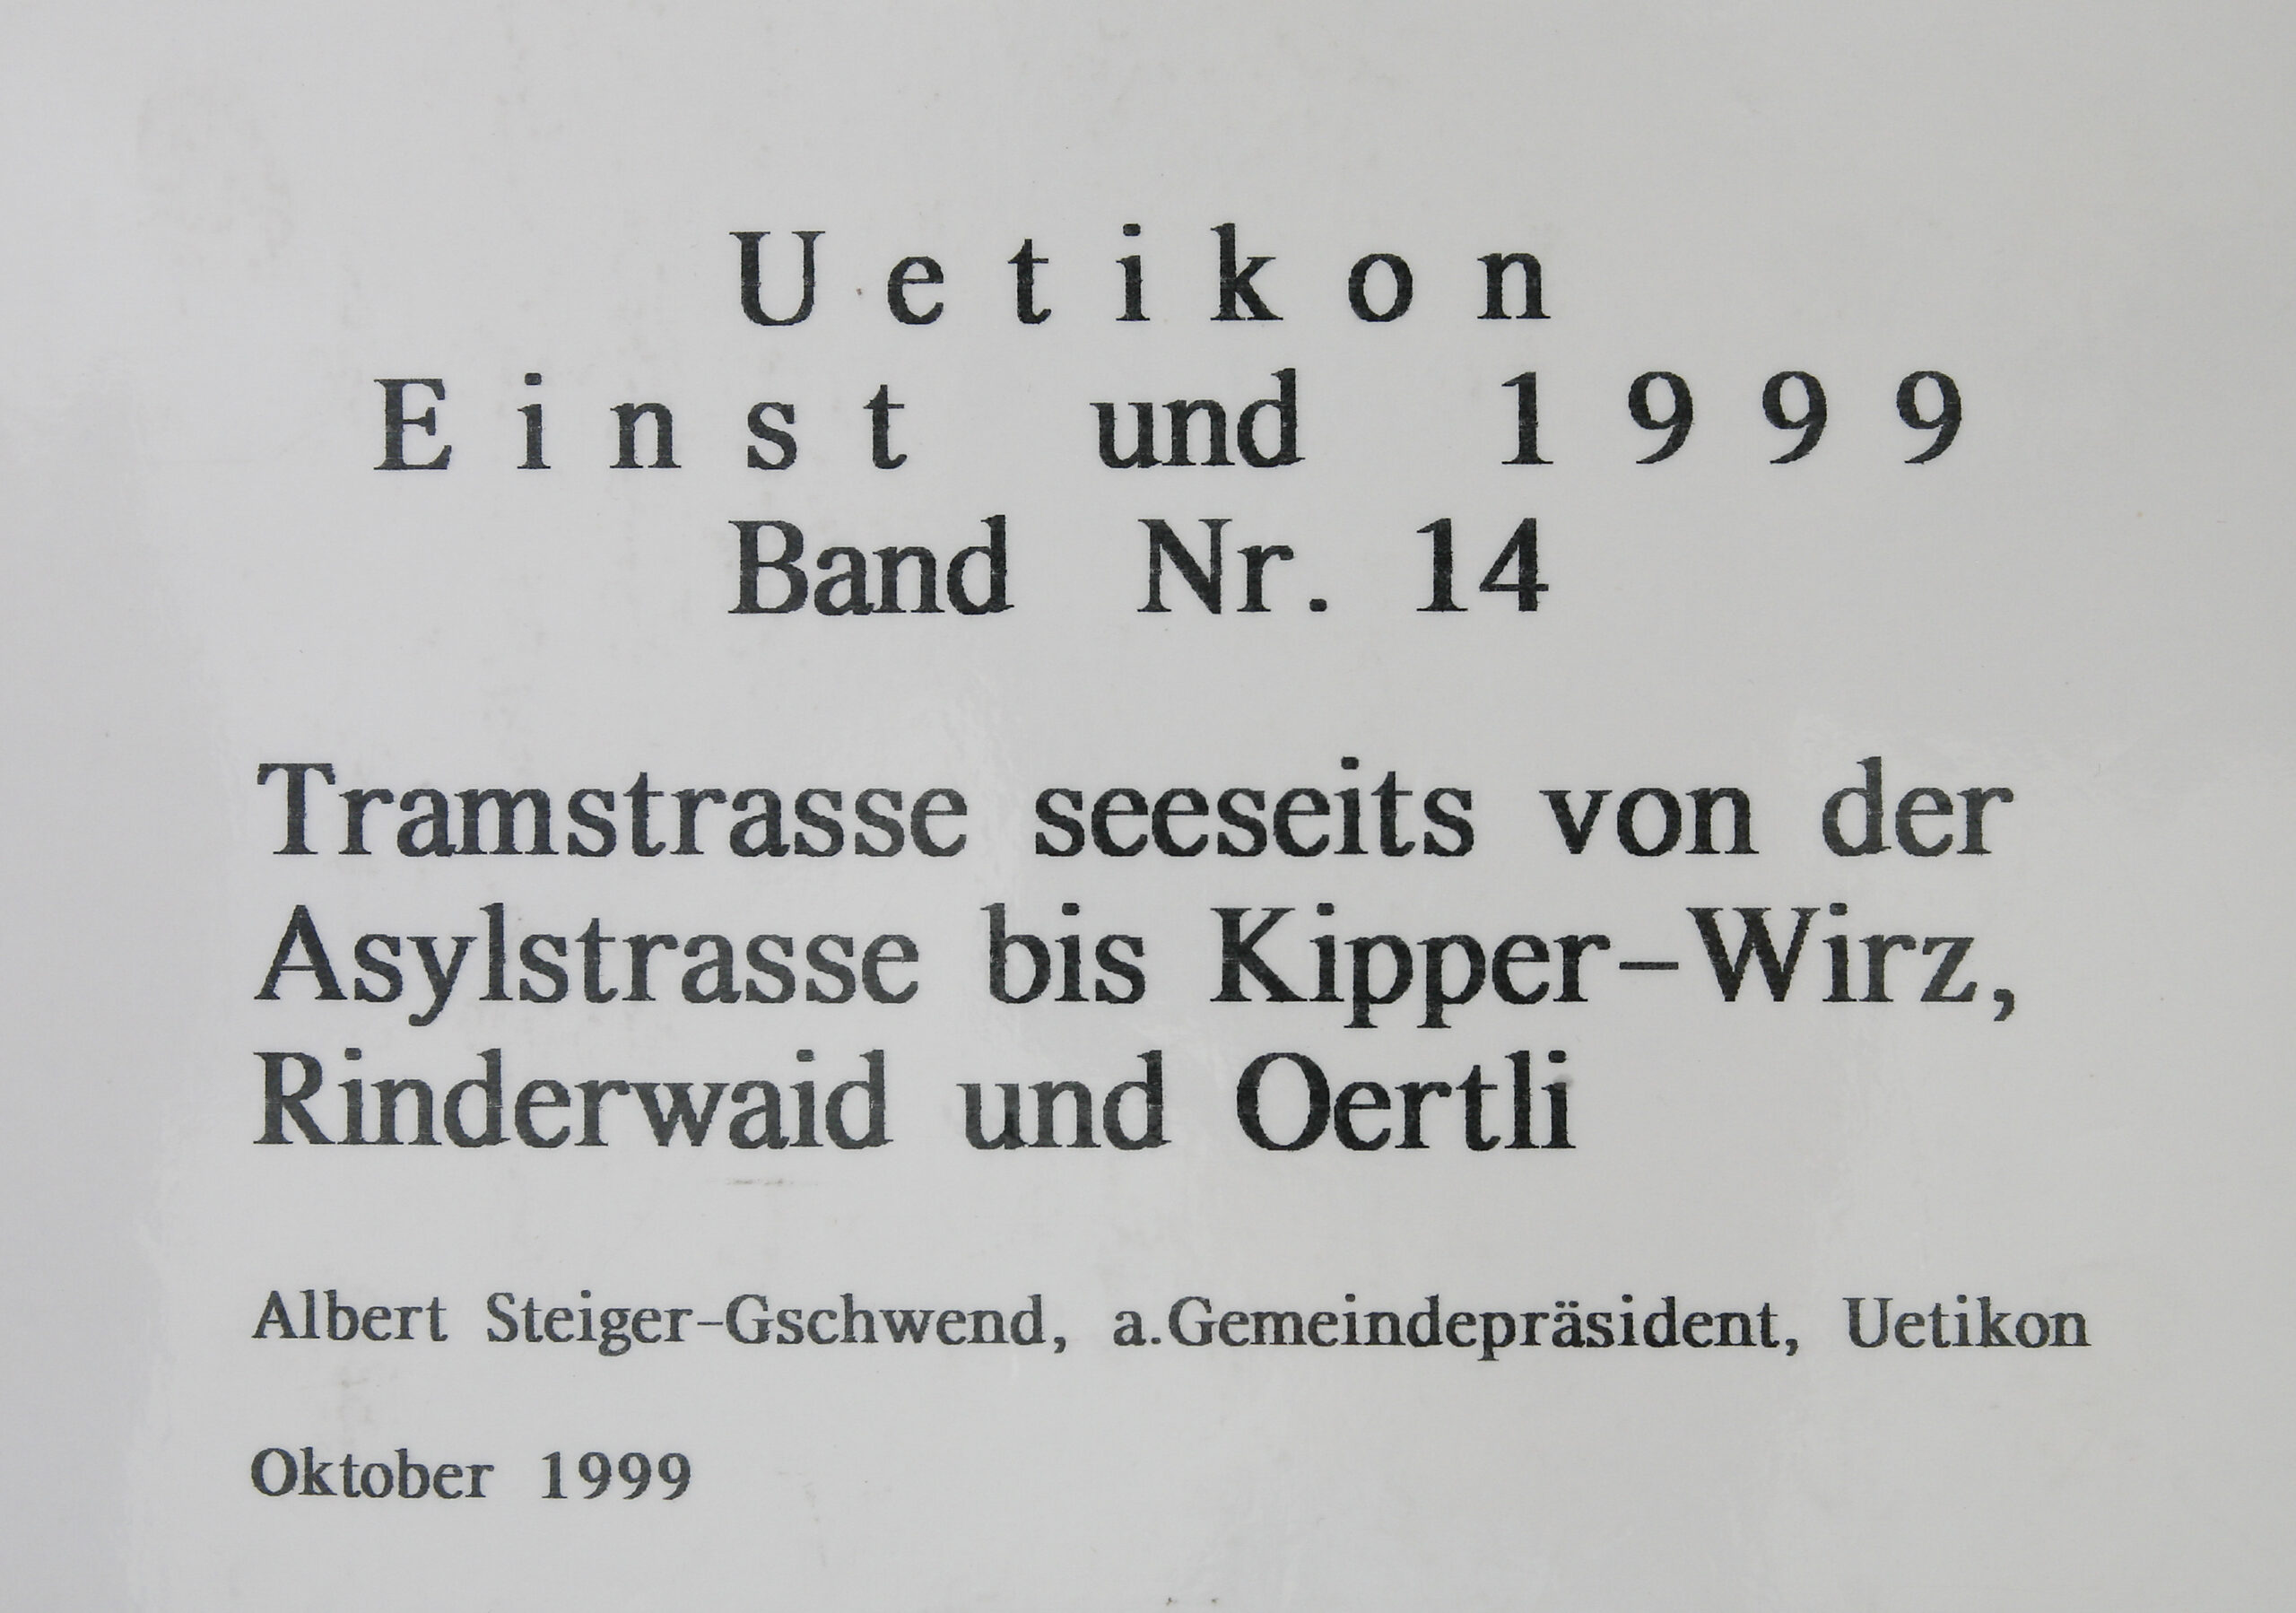 Uetikon
Einst und 1999
Band Nr. 14
Tramstrasse seeseits von der
Asylstrasse bis Kipper-Wirz,
Rinderwaid und Oertli
Albert Steiger-Gschwend, a.Gemeindepräsident, Uetikon
Oktober 1999